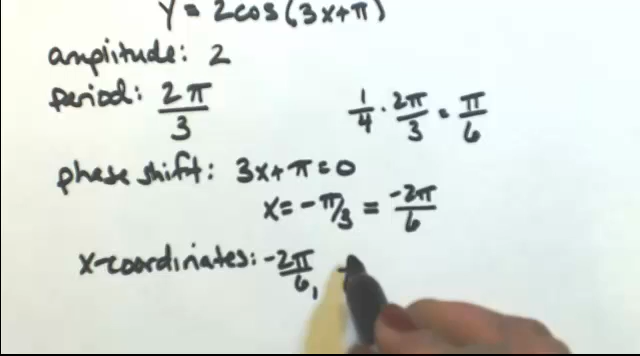 y = 2cos(3x+π)
amplitude: 2
period: 2π/3
1/4 · 2π/3 = π/6
phase shift: 3x+π=0
x = -π/3 = -2π/6
x-coordinates: -2π/6,